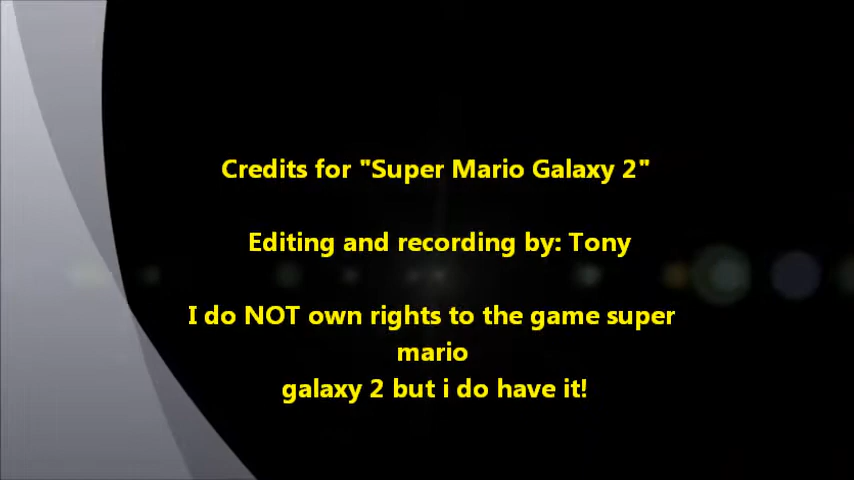 Credits for "Super Mario Galaxy 2"
Editing and recording by: Tony
I do NOT own rights to the game super
mario
galaxy 2 but i do have it!